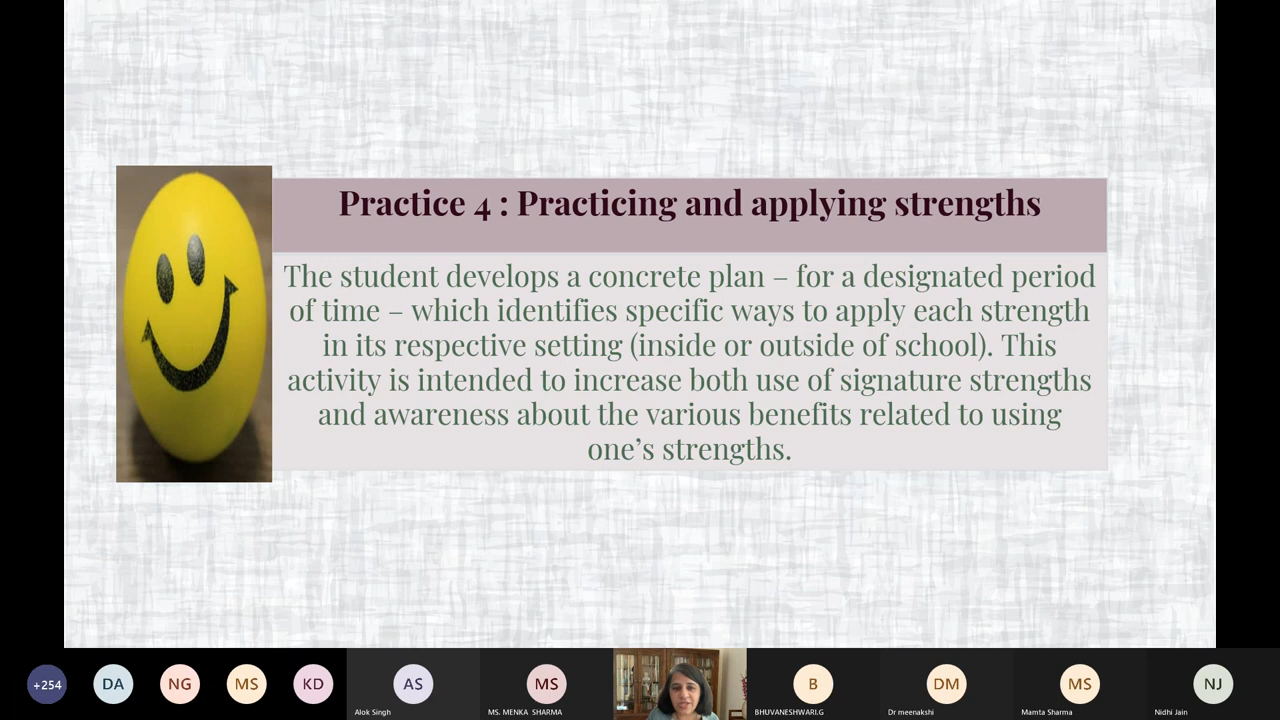 Practice 4 : Practicing and applying strengths
The student develops a concrete plan – for a designated period
of time – which identifies specific ways to apply each strength
in its respective setting (inside or outside of school). This
activity is intended to increase both use of signature strengths
and awareness about the various benefits related to using
one’s strengths.
+254
DA
NG
MS
KD
AS
MS
B
DM
MS
NJ
Alok Singh
MS. MENKA SHARMA
BHUVANESHWARI.G
Dr meenakshi
Mamta Sharma
Nidhi Jain